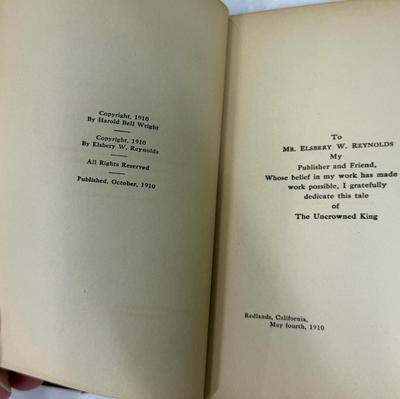 Copyright, 1910
By Harold Bell Wright
Copyright, 1910
By Elsbery W. Reynolds
All Rights Reserved
Published, October, 1910
To
Mr. Elsbery W. Reynolds
My
Publisher and Friend,
Whose belief in my work has made
work possible, I gratefully
dedicate this tale
of
The Uncrowned King
Redlands, California,
May fourth, 1910